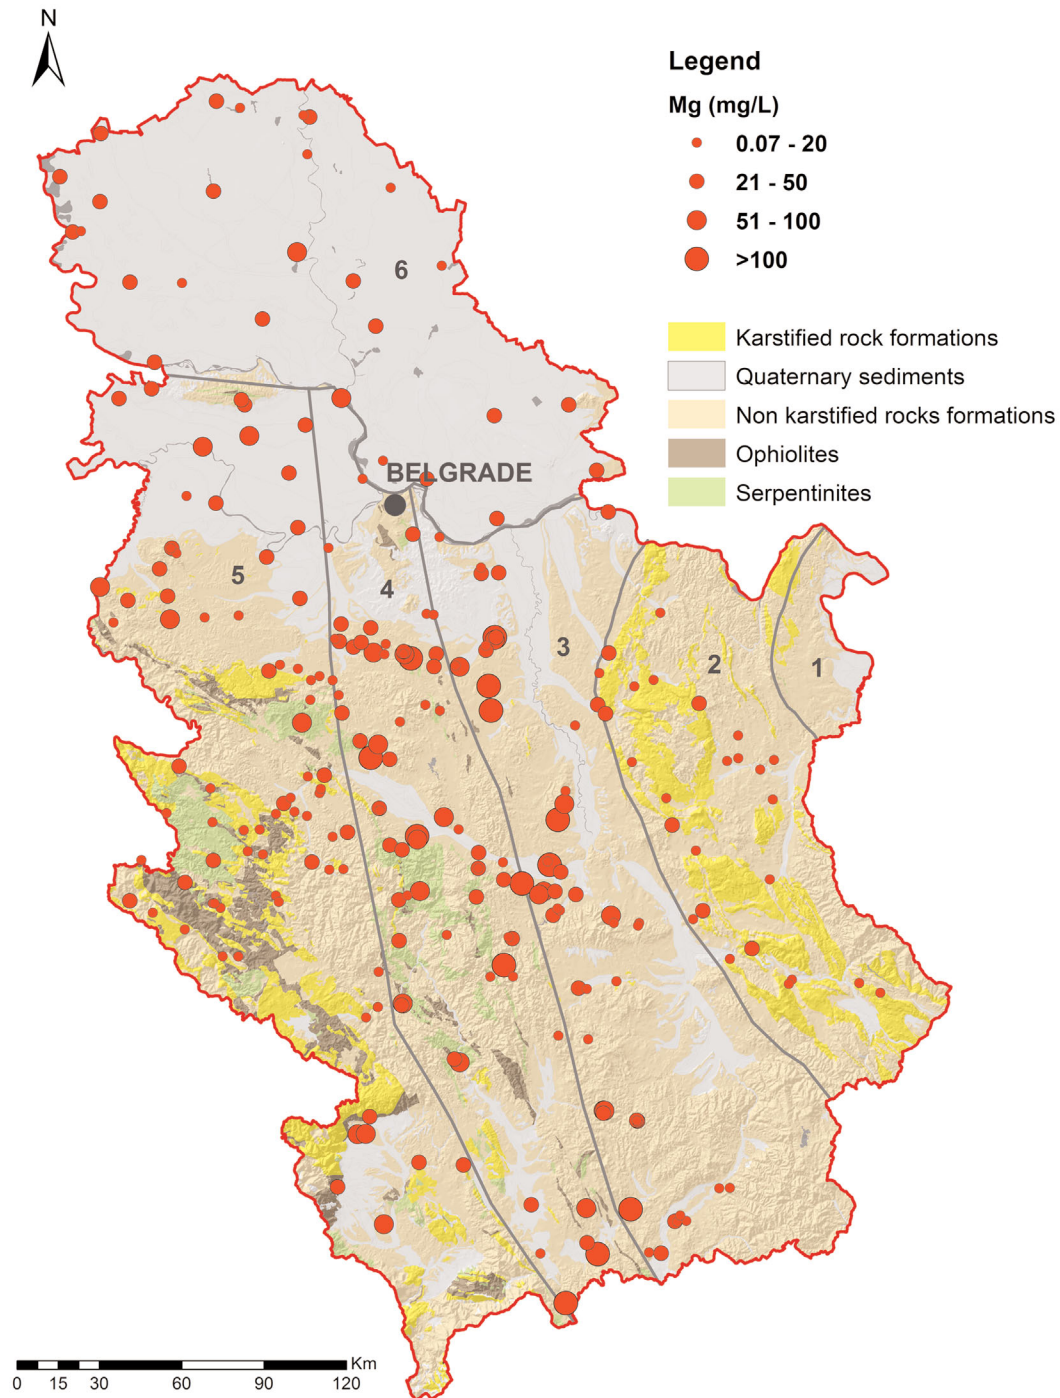 N
Legend
Mg (mg/L)
0.07 - 20
21 - 50
51 - 100
>100
Karstified rock formations
Quaternary sediments
Non karstified rocks formations
Ophiolites
Serpentinites
6
BELGRADE
5
4
3
2
1
Km
0 15 30 60 90 120